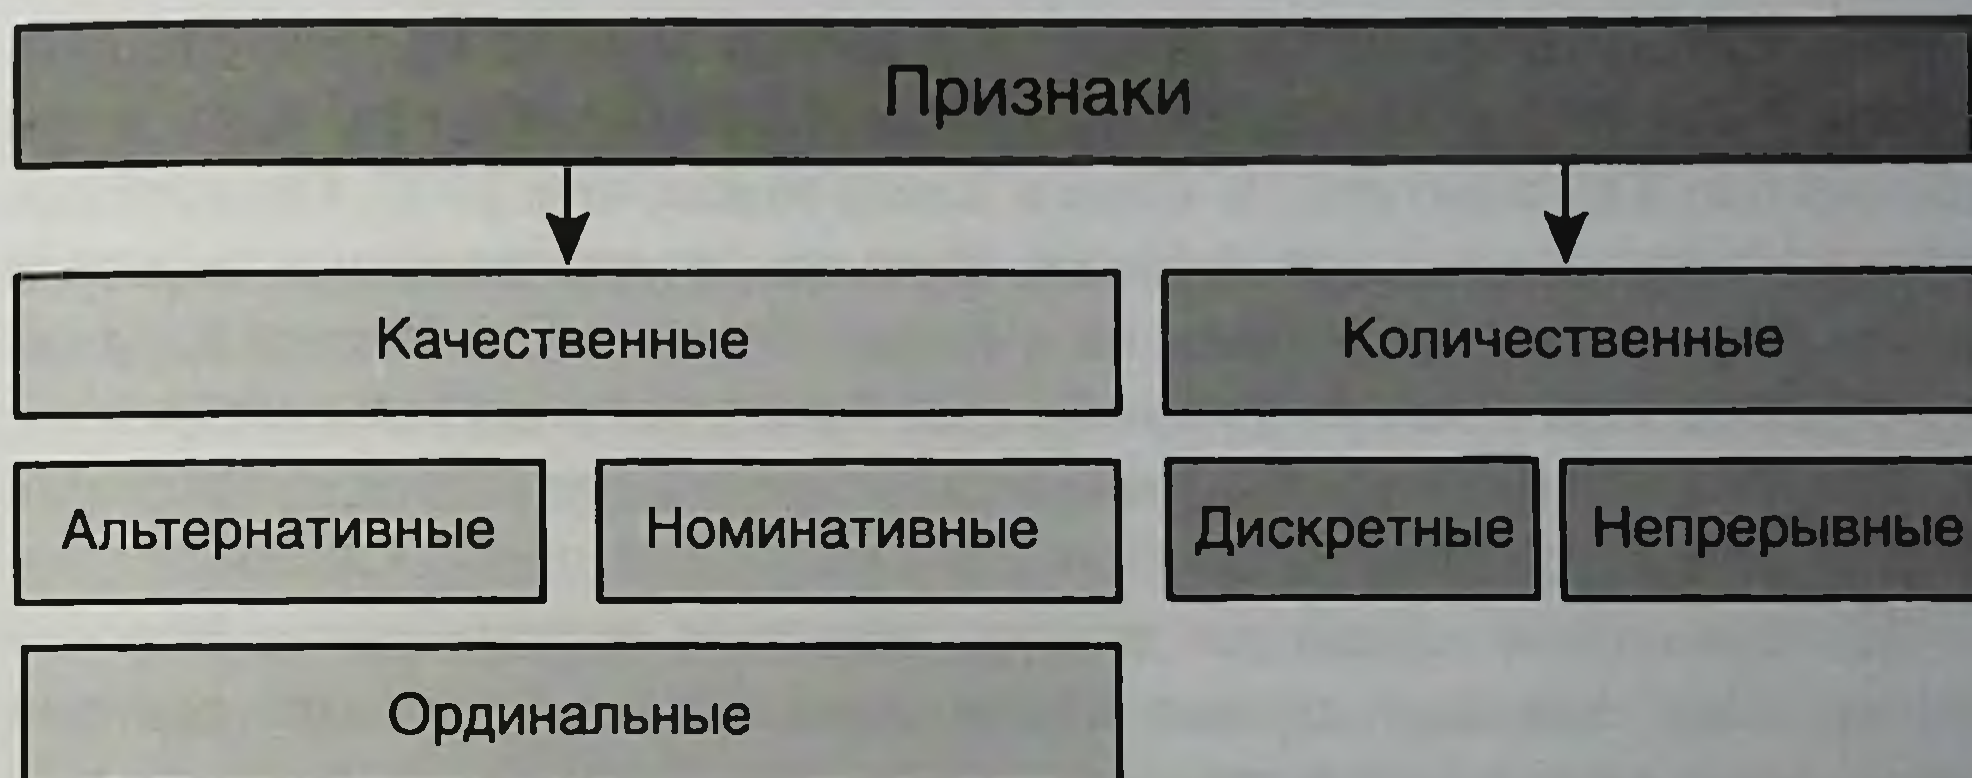 Признаки
Качественные Количественные
Альтернативные Номинативные Дискретные Непрерывные
Ординальные